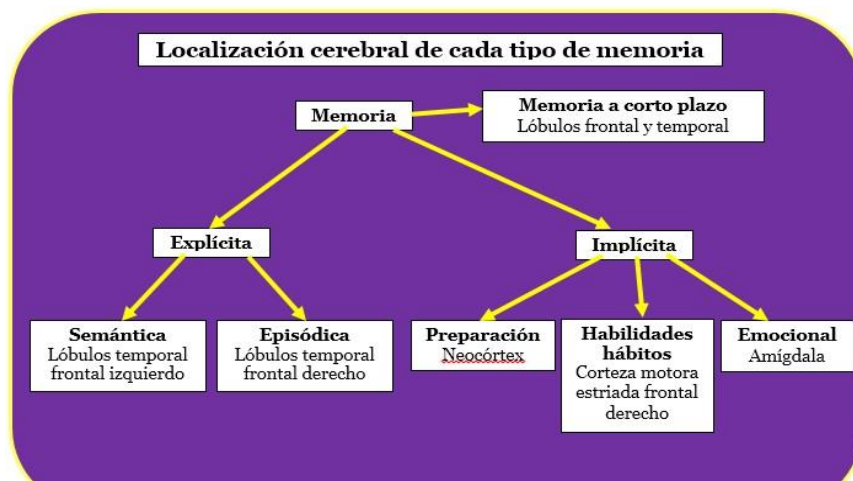 Localización cerebral de cada tipo de memoria
Memoria
Memoria a corto plazo
Lóbulos frontal y temporal
Explícita
Implícita
Semántica
Lóbulos temporal
frontal izquierdo
Episódica
Lóbulos temporal
frontal derecho
Preparación
Neocórtex
Habilidades
hábitos
Corteza motora
estriada frontal
derecho
Emocional
Amígdala